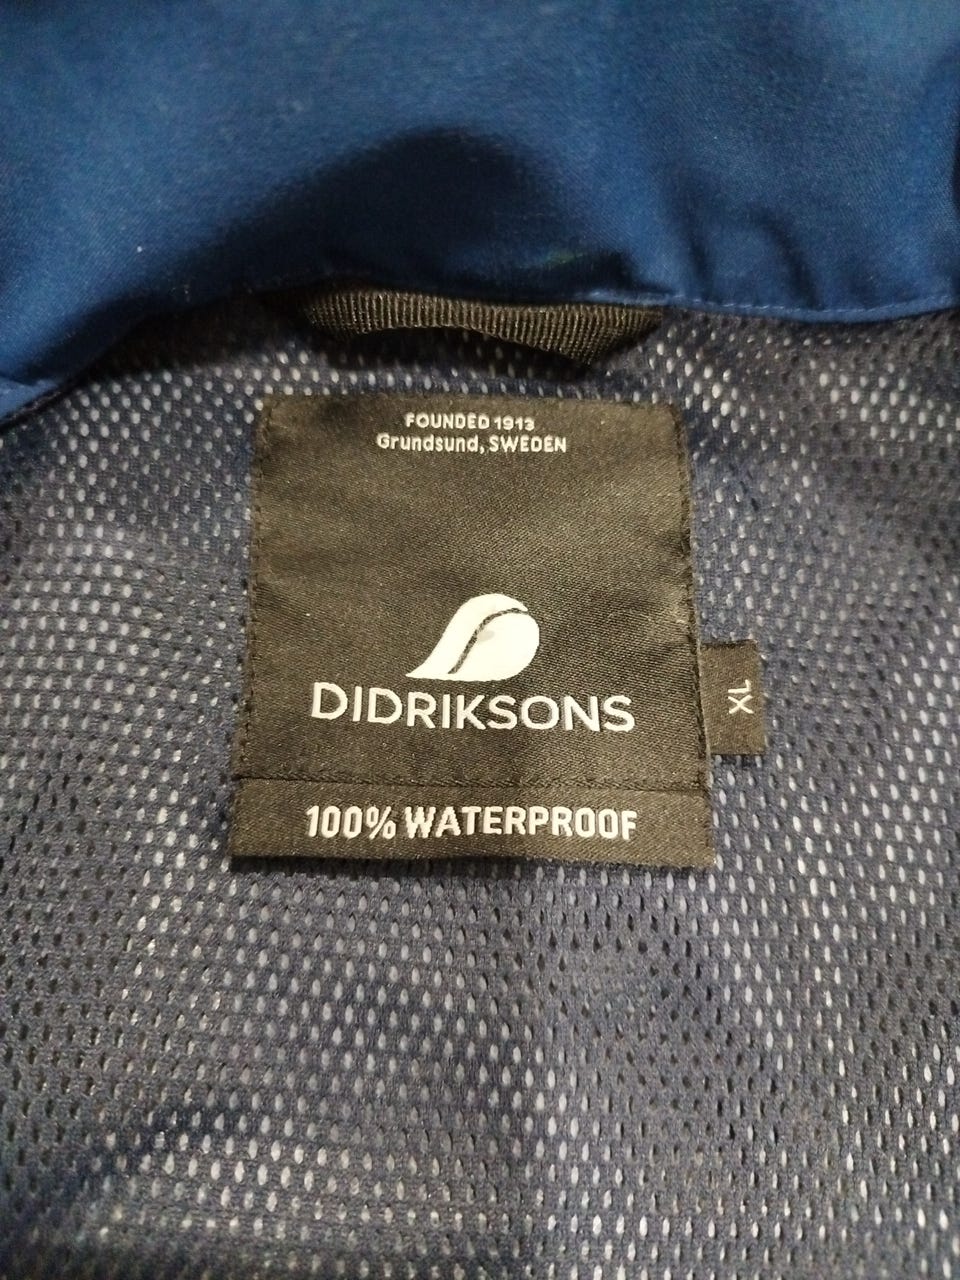 FOUNDED 1913
Grundsund, SWEDEN
DIDRIKSONS
XL
100% WATERPROOF